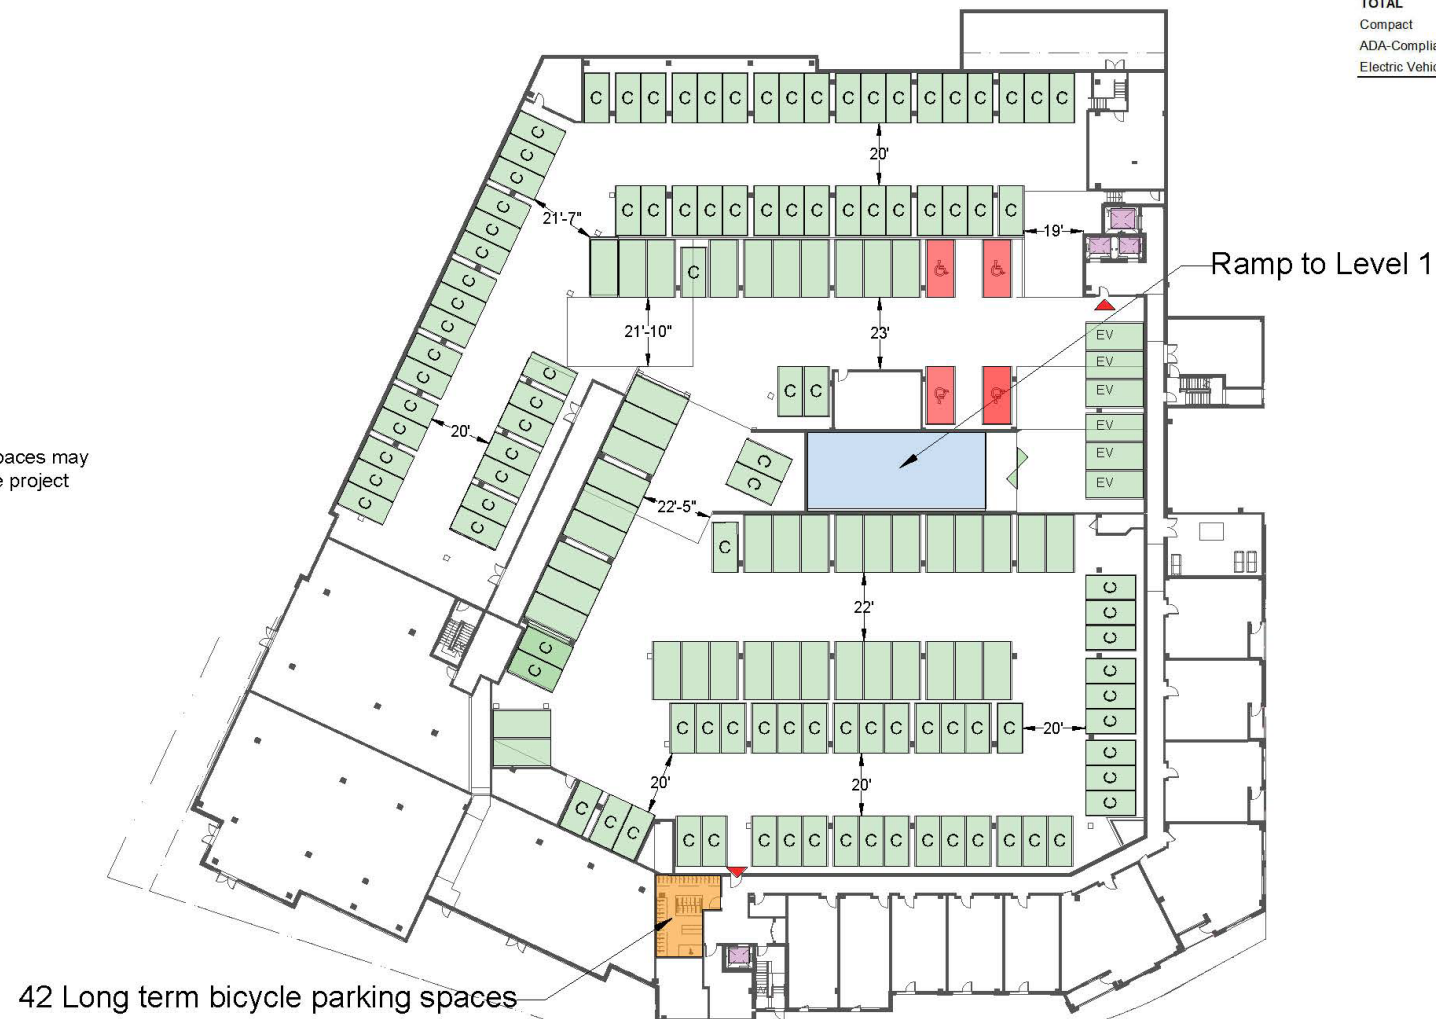 TOTAL
Compact
ADA-Complia
Electric Vehic
C C C C C C C C C C C C C C C C C C
20'
C C C
C C C C C C C C C C C C C C C
21'-7"
19'
C C C
C
Ramp to Level 1
C C C
21'-10"
23'
EV
EV
EV
EV
EV
EV
C C
C C
C C
C C C
C C C C C C C
20'
C C
paces may
e project
22'-5"
C
22'
C C C
C C C
C C C
C C
C C C C C C C C C C C C C
20'
20'
20'
C C C
C C C C C C C C C C C C C C
42 Long term bicycle parking spaces